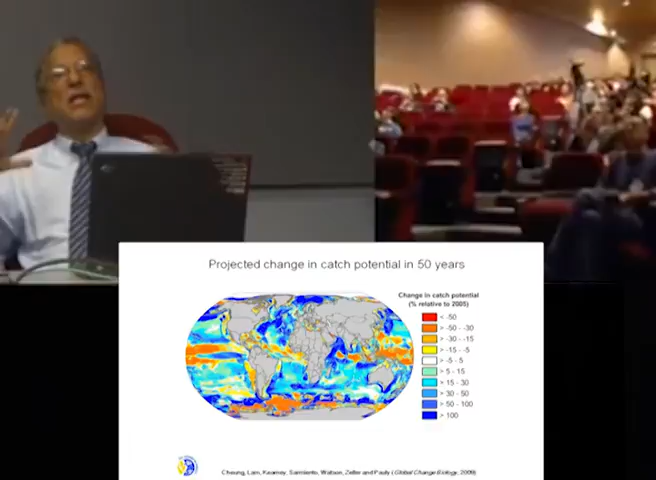 Projected change in catch potential in 50 years
Change in catch potential
(% relative to 2005)
< -50
> -50 - -30
> -30 - -15
> -15 - -5
> -5 - 5
> 5 - 15
> 15 - 30
> 30 - 50
> 50 - 100
> 100
Cheung, Lam, Kearney, Sarmiento, Watson, Zeller and Pauly (Global Change Biology, 2009)